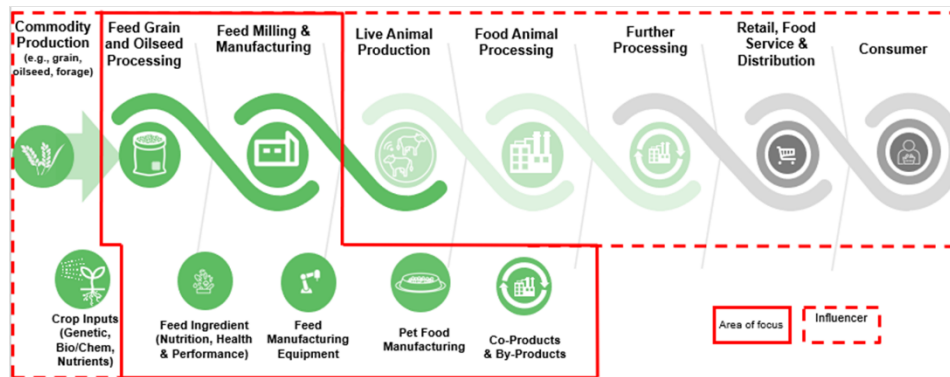 Commodity
Production
(e.g., grain,
oilseed, forage)
Feed Grain
and Oilseed
Processing
Feed Milling &
Manufacturing
Live Animal
Production
Food Animal
Processing
Further
Processing
Retail, Food
Service &
Distribution
Consumer
Crop Inputs
(Genetic,
Bio/Chem,
Nutrients)
Feed Ingredient
(Nutrition, Health
& Performance)
Feed
Manufacturing
Equipment
Pet Food
Manufacturing
Co-Products
& By-Products
Area of focus
Influencer